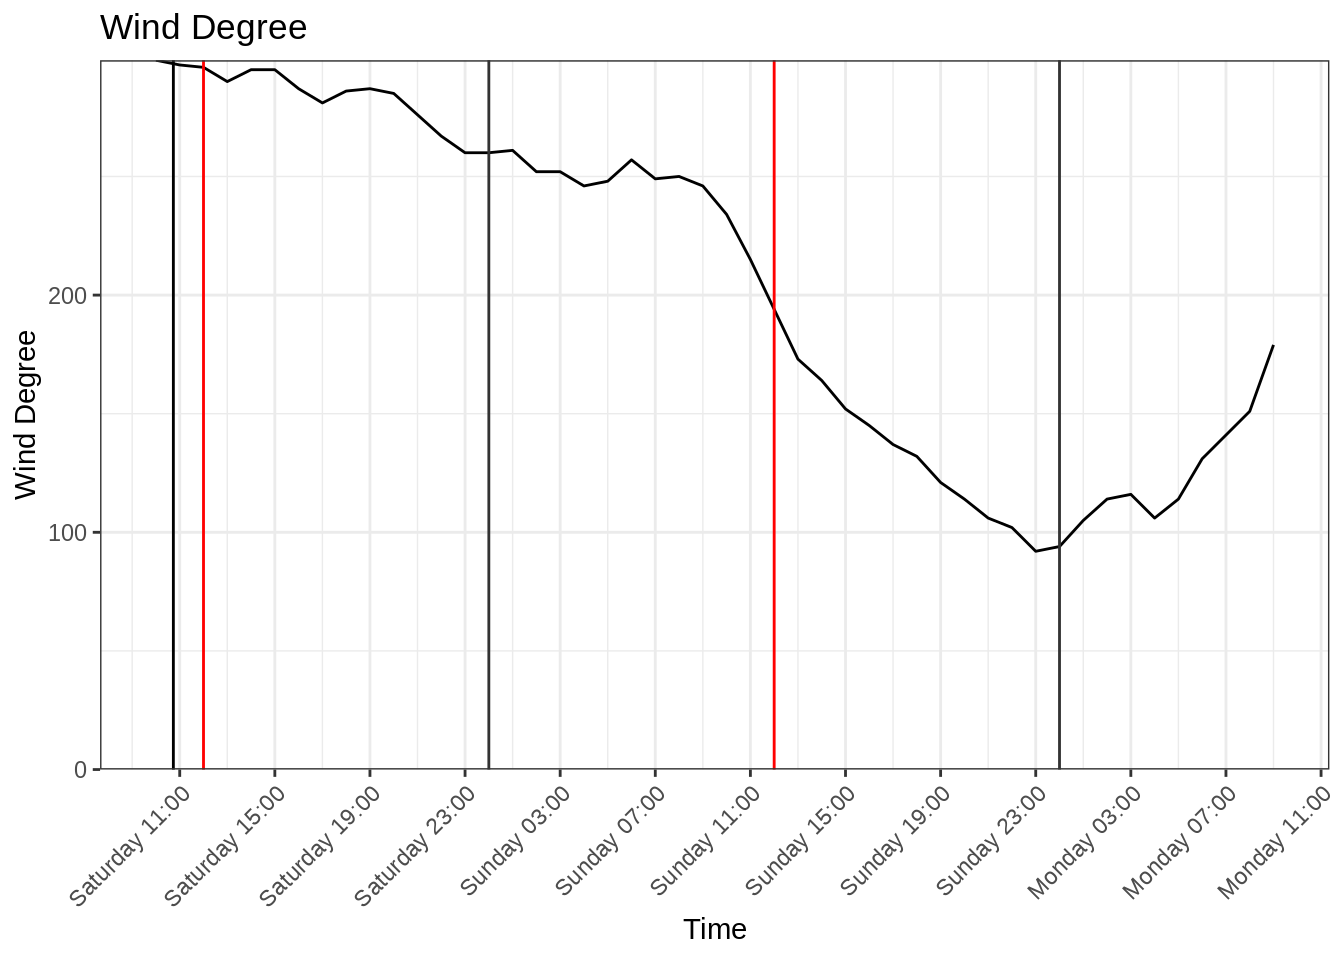 Wind Degree
Wind Degree
200
100
0
Saturday 11:00
Saturday 15:00
Saturday 19:00
Saturday 23:00
Sunday 03:00
Sunday 07:00
Sunday 11:00
Sunday 15:00
Sunday 19:00
Sunday 23:00
Monday 03:00
Monday 07:00
Monday 11:00
Time